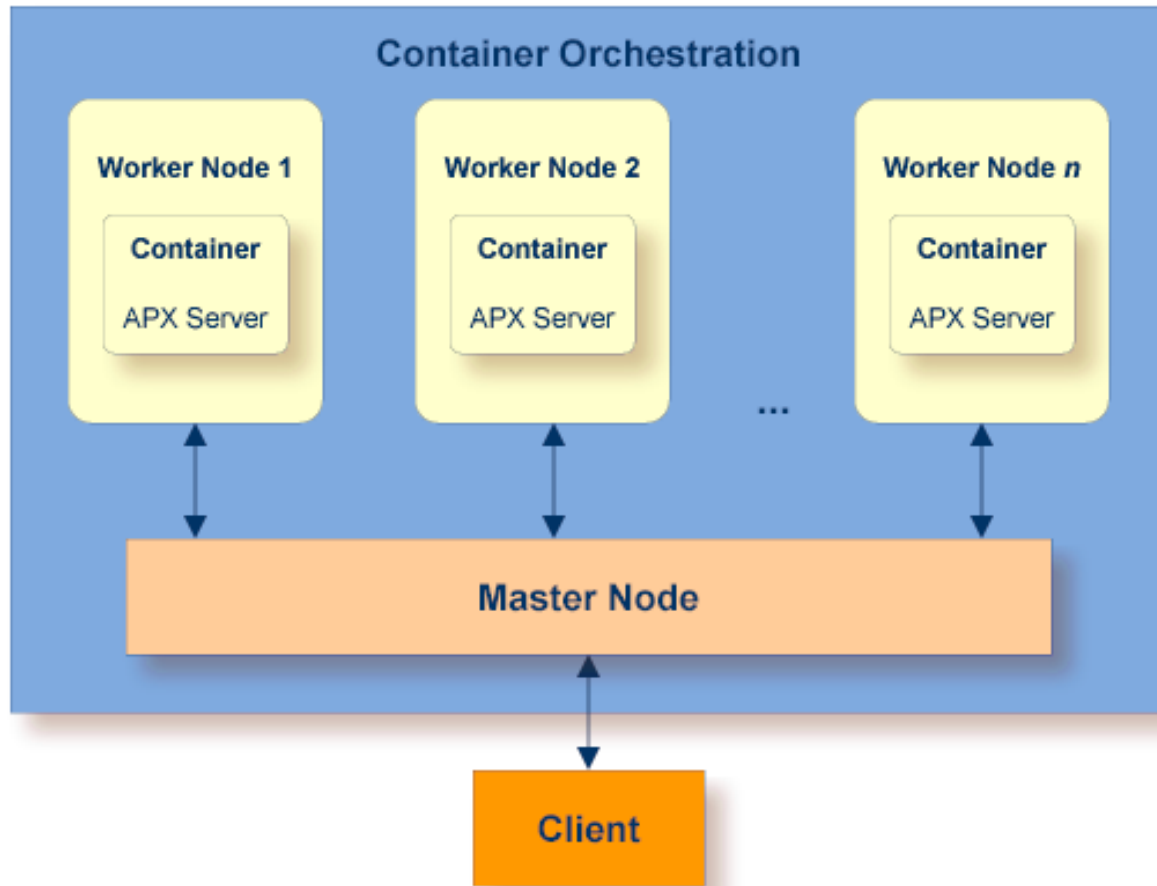 Container Orchestration
Worker Node 1
Container
APX Server
Worker Node 2
Container
APX Server
...
Worker Node n
Container
APX Server
Master Node
Client